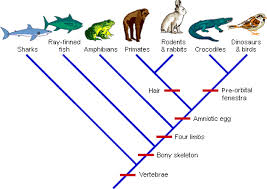 Sharks
Ray-finned
fish
Amphibians
Primates
Rodents
& rabbits
Crocodiles
Dinosaurs
& birds
Hair
Pre-orbital
fenestra
Amniotic egg
Four limbs
Bony skeleton
Vertebrae